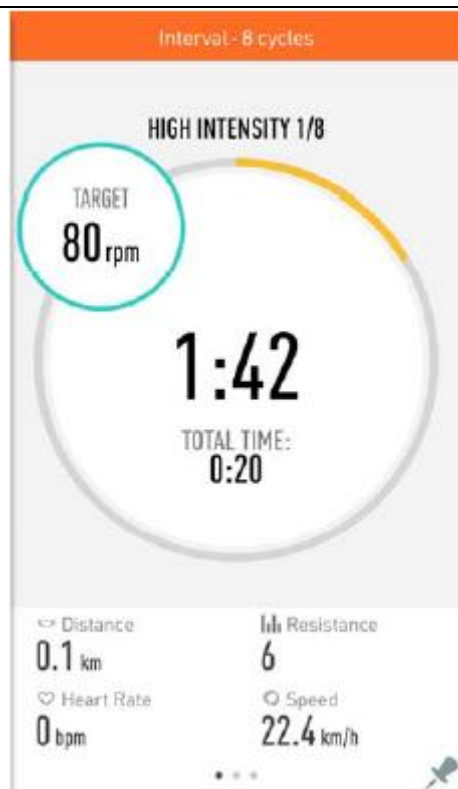 Interval - 8 cycles
HIGH INTENSITY 1/8
TARGET
80 rpm
1:42
TOTAL TIME:
0:20
Distance
0.1 km
Resistance
6
Heart Rate
0 bpm
Speed
22.4 km/h